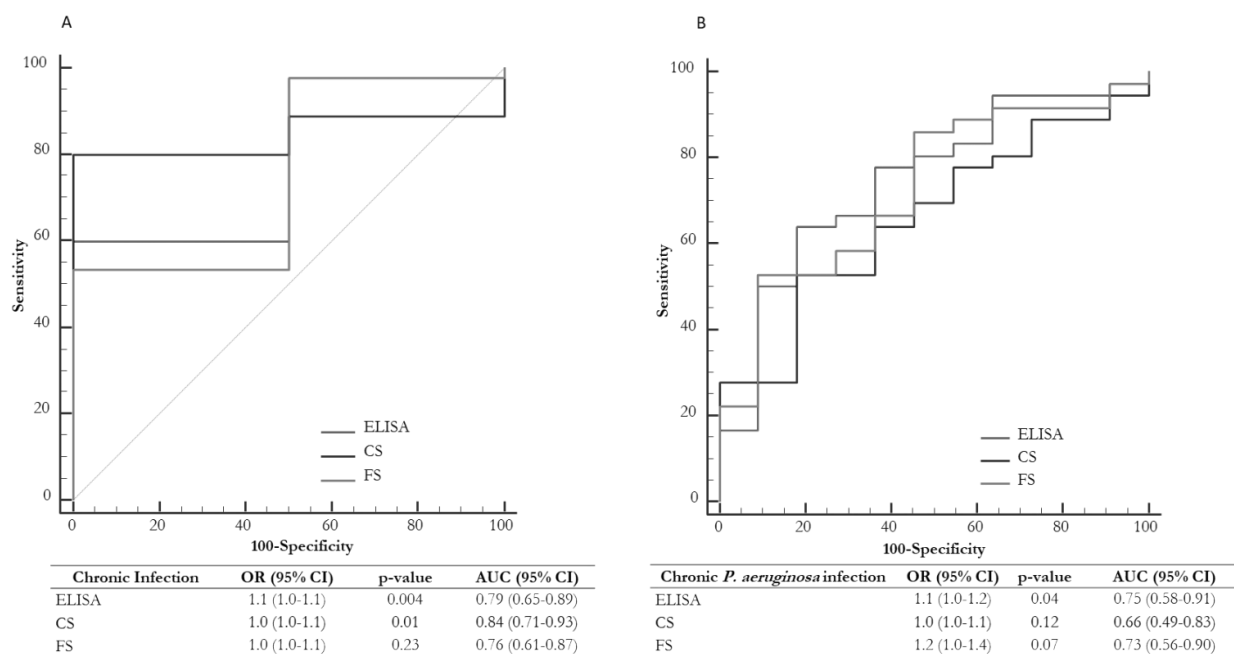 A
100
80
60
40
20
0
Sensitivity
ELISA
CS
FS
0 20 40 60 80 100
100-Specificity
Chronic Infection OR (95% CI) p-value AUC (95% CI)
ELISA 1.1 (1.0-1.1) 0.004 0.79 (0.65-0.89)
CS 1.0 (1.0-1.1) 0.01 0.84 (0.71-0.93)
FS 1.0 (1.0-1.1) 0.23 0.76 (0.61-0.87)
B
100
80
60
40
20
0
Sensitivity
ELISA
CS
FS
0 20 40 60 80 100
100-Specificity
Chronic P. aeruginosa infection OR (95% CI) p-value AUC (95% CI)
ELISA 1.1 (1.0-1.2) 0.04 0.75 (0.58-0.91)
CS 1.0 (1.0-1.1) 0.12 0.66 (0.49-0.83)
FS 1.2 (1.0-1.4) 0.07 0.73 (0.56-0.90)